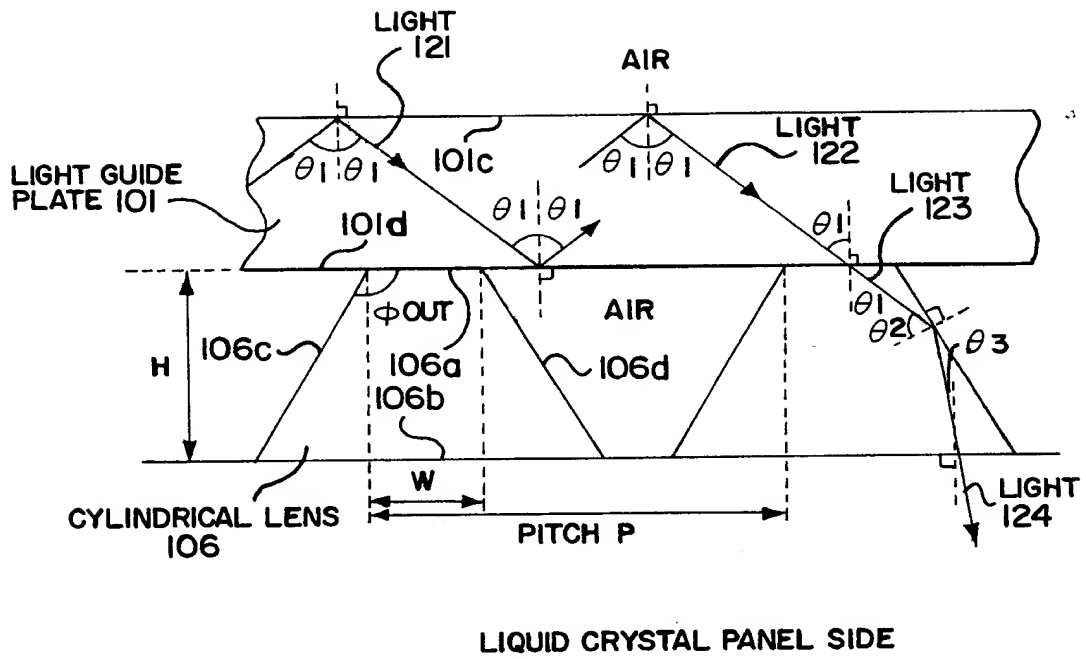 LIGHT
121
AIR
LIGHT
122
101c
θ1 θ1
θ1 θ1
LIGHT GUIDE
PLATE 101
LIGHT
123
101d
θ1 θ1
θ1
ΦOUT
AIR
θ1
θ2
106c
106a
106d
θ3
H
106b
W
LIGHT
124
CYLINDRICAL LENS
106
PITCH P
LIQUID CRYSTAL PANEL SIDE